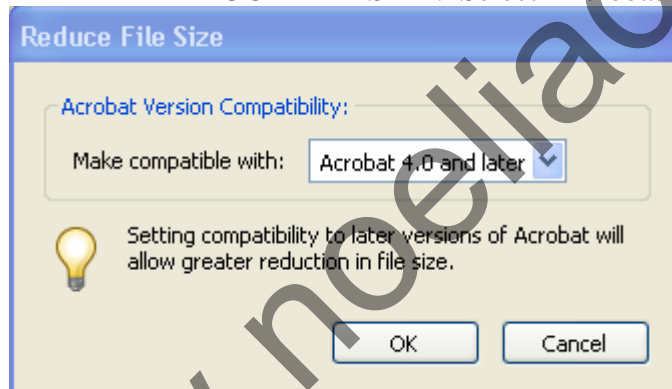 Reduce File Size
Acrobat Version Compatibility:
Make compatible with: Acrobat 4.0 and later
Setting compatibility to later versions of Acrobat will
allow greater reduction in file size.
OK Cancel